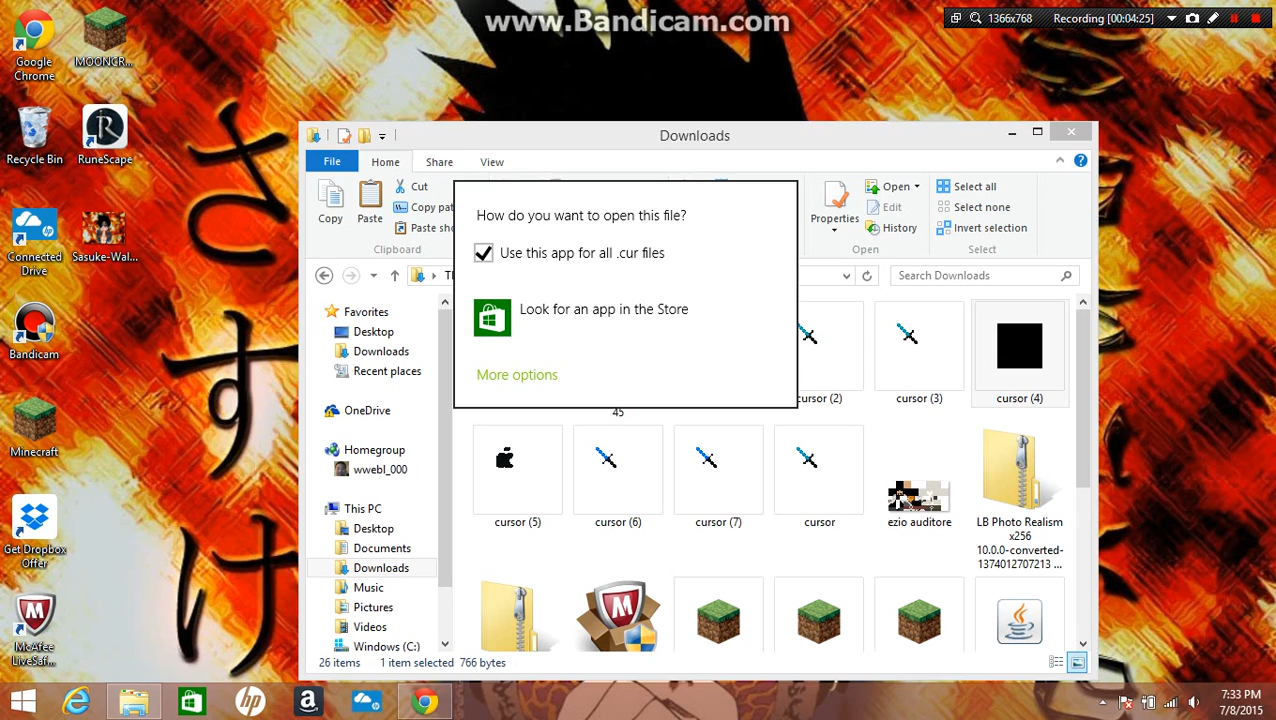 www.Bandicam.com
1366x768
Recording [00:04:25]
Google
Chrome
MOONCR...
Recycle Bin
RuneScape
Connected
Drive
Sasuke-Wal...
Bandicam
Minecraft
Get Dropbox
Offer
McAfee
LiveSaf...
さすけ
Downloads
File
Home
Share
View
Copy
Paste
Cut
Copy pat
Paste sho
Clipboard
Properties
Open
Edit
History
Open
Select all
Select none
Invert selection
Select
Th
Search Downloads
How do you want to open this file?
Use this app for all .cur files
Look for an app in the Store
More options
Favorites
Desktop
Downloads
Recent places
OneDrive
Homegroup
wwebl_000
This PC
Desktop
Documents
Downloads
Music
Pictures
Videos
Windows (C:)
45
cursor (2)
cursor (3)
cursor (4)
cursor (5)
cursor (6)
cursor (7)
cursor
ezio auditore
LB Photo Realism
x256
10.0.0-converted-
1374012707213 ...
26 items
1 item selected
766 bytes
7:33 PM
7/8/2015